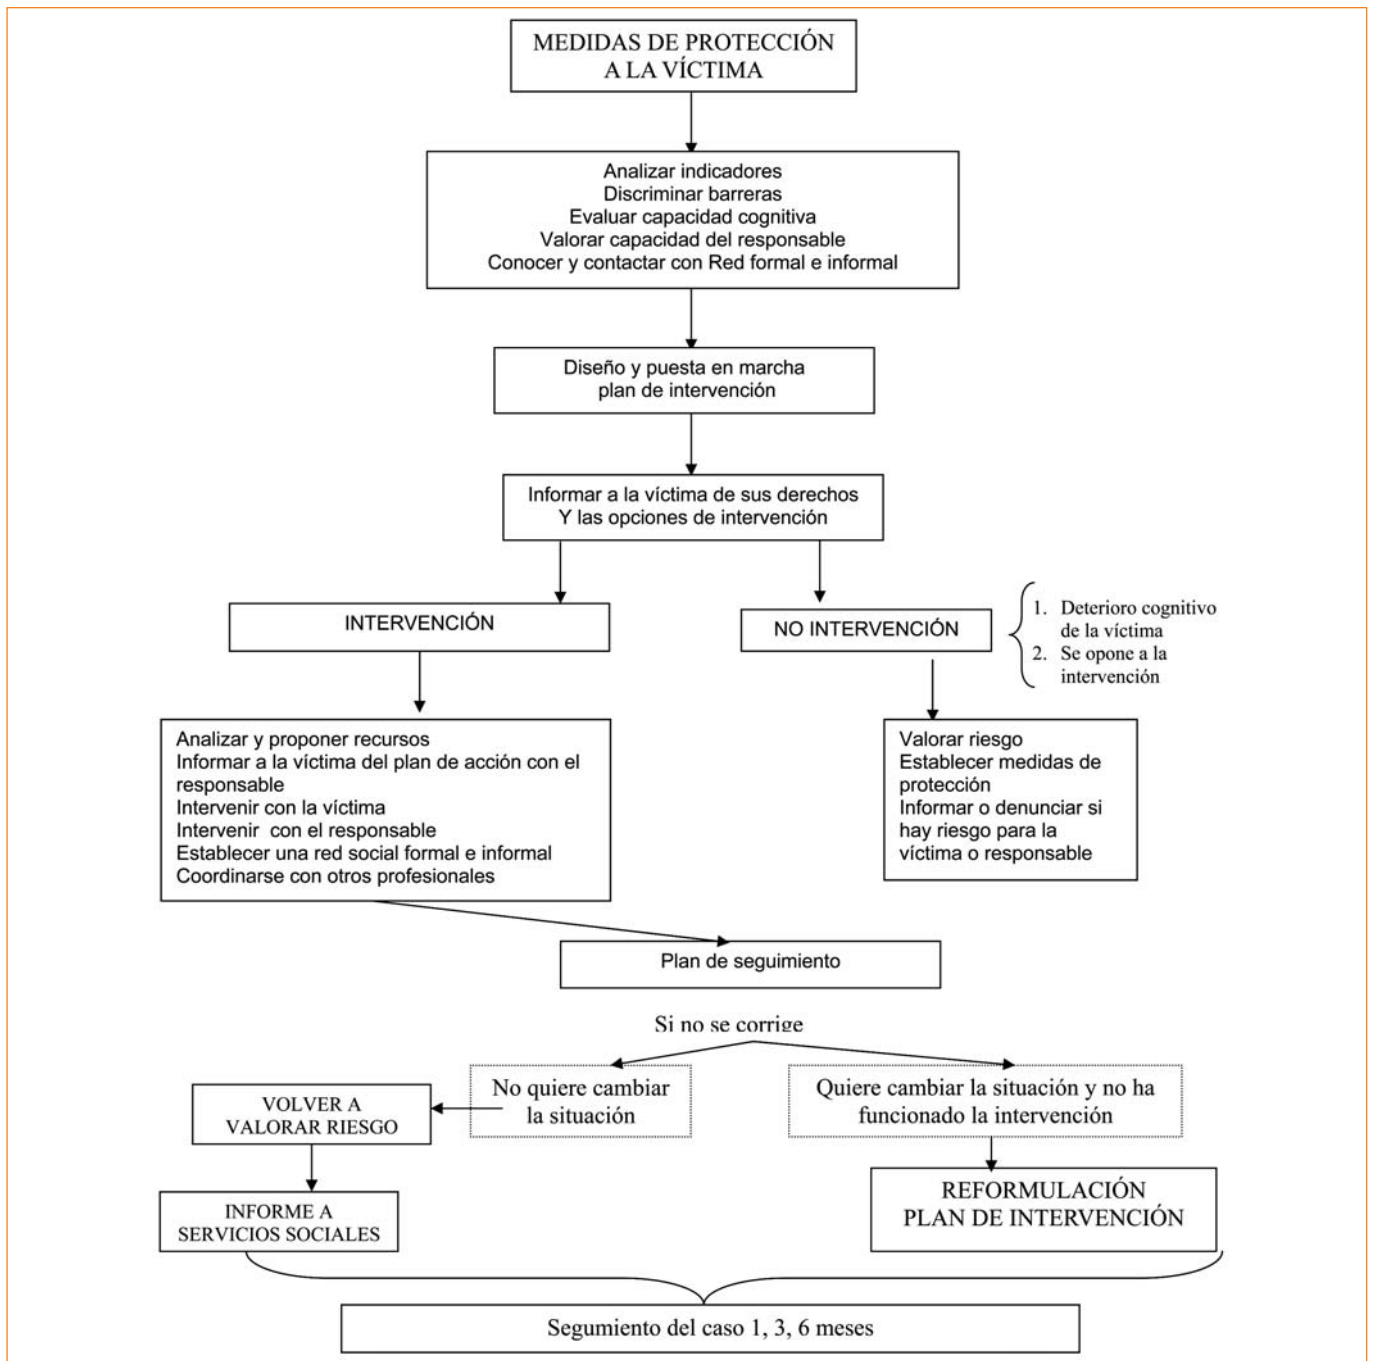 MEDIDAS DE PROTECCIÓN
A LA VÍCTIMA
Analizar indicadores
Discriminar barreras
Evaluar capacidad cognitiva
Valorar capacidad del responsable
Conocer y contactar con Red formal e informal
Diseño y puesta en marcha
plan de intervención
Informar a la víctima de sus derechos
Y las opciones de intervención
INTERVENCIÓN
NO INTERVENCIÓN
1. Deterioro cognitivo
de la víctima
2. Se opone a la
intervención
Analizar y proponer recursos
Informar a la víctima del plan de acción con el
responsable
Intervenir con la víctima
Intervenir con el responsable
Establecer una red social formal e informal
Coordinarse con otros profesionales
Valorar riesgo
Establecer medidas de
protección
Informar o denunciar si
hay riesgo para la
víctima o responsable
Plan de seguimiento
Si no se corrige
No quiere cambiar
la situación
Quiere cambiar la situación y no ha
funcionado la intervención
VOLVER A
VALORAR RIESGO
REFORMULACIÓN
PLAN DE INTERVENCIÓN
INFORME A
SERVICIOS SOCIALES
Segumiento del caso 1, 3, 6 meses